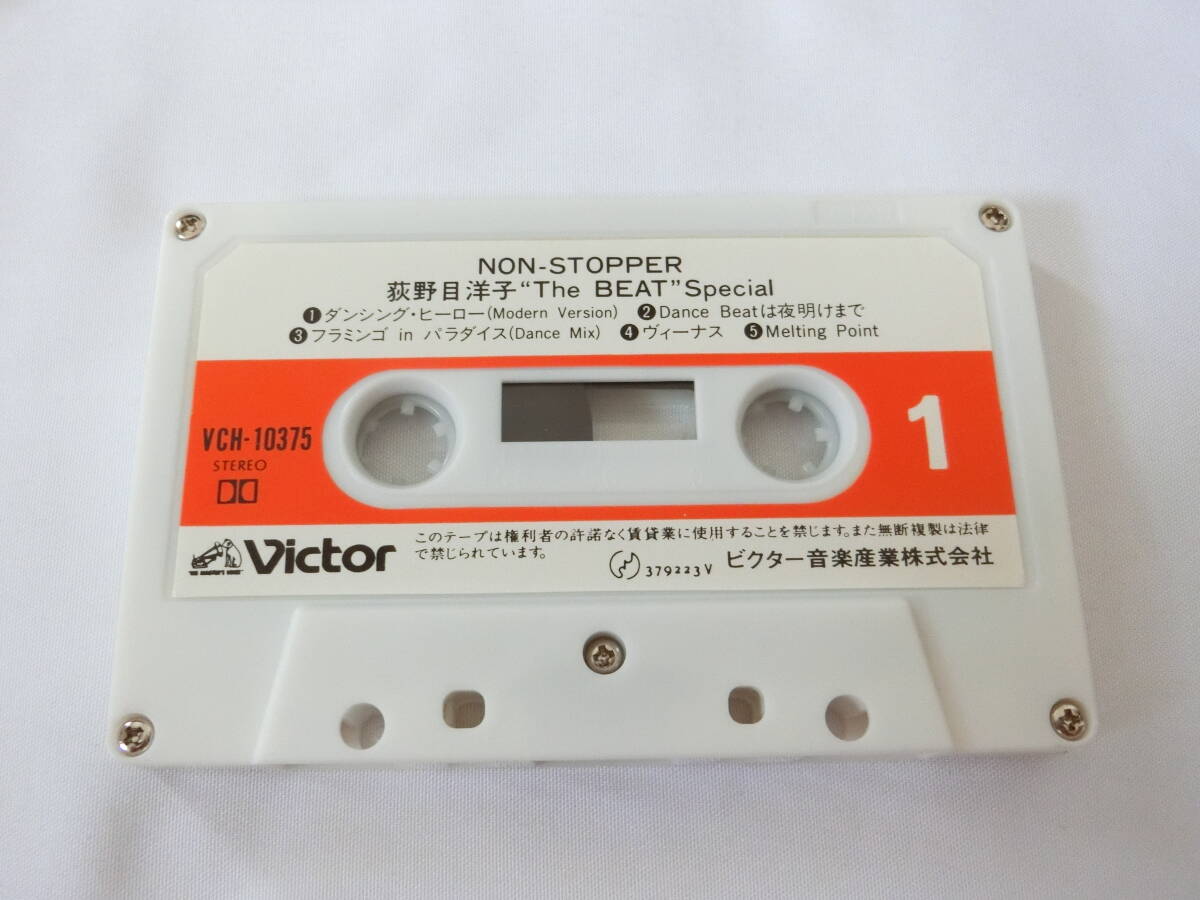 NON-STOPPER
荻野目洋子“The BEAT”Special
❶ダンシング・ヒーロー(Modern Version) ❷Dance Beatは夜明けまで
❸フラミンゴ in パラダイス(Dance Mix) ❹ヴィーナス ❺Melting Point
VCH-10375
STEREO
1
Victor
このテープは権利者の許諾なく賃貸業に使用することを禁じます。また無断複製は法律
で禁じられています。
379223V ビクター音楽産業株式会社